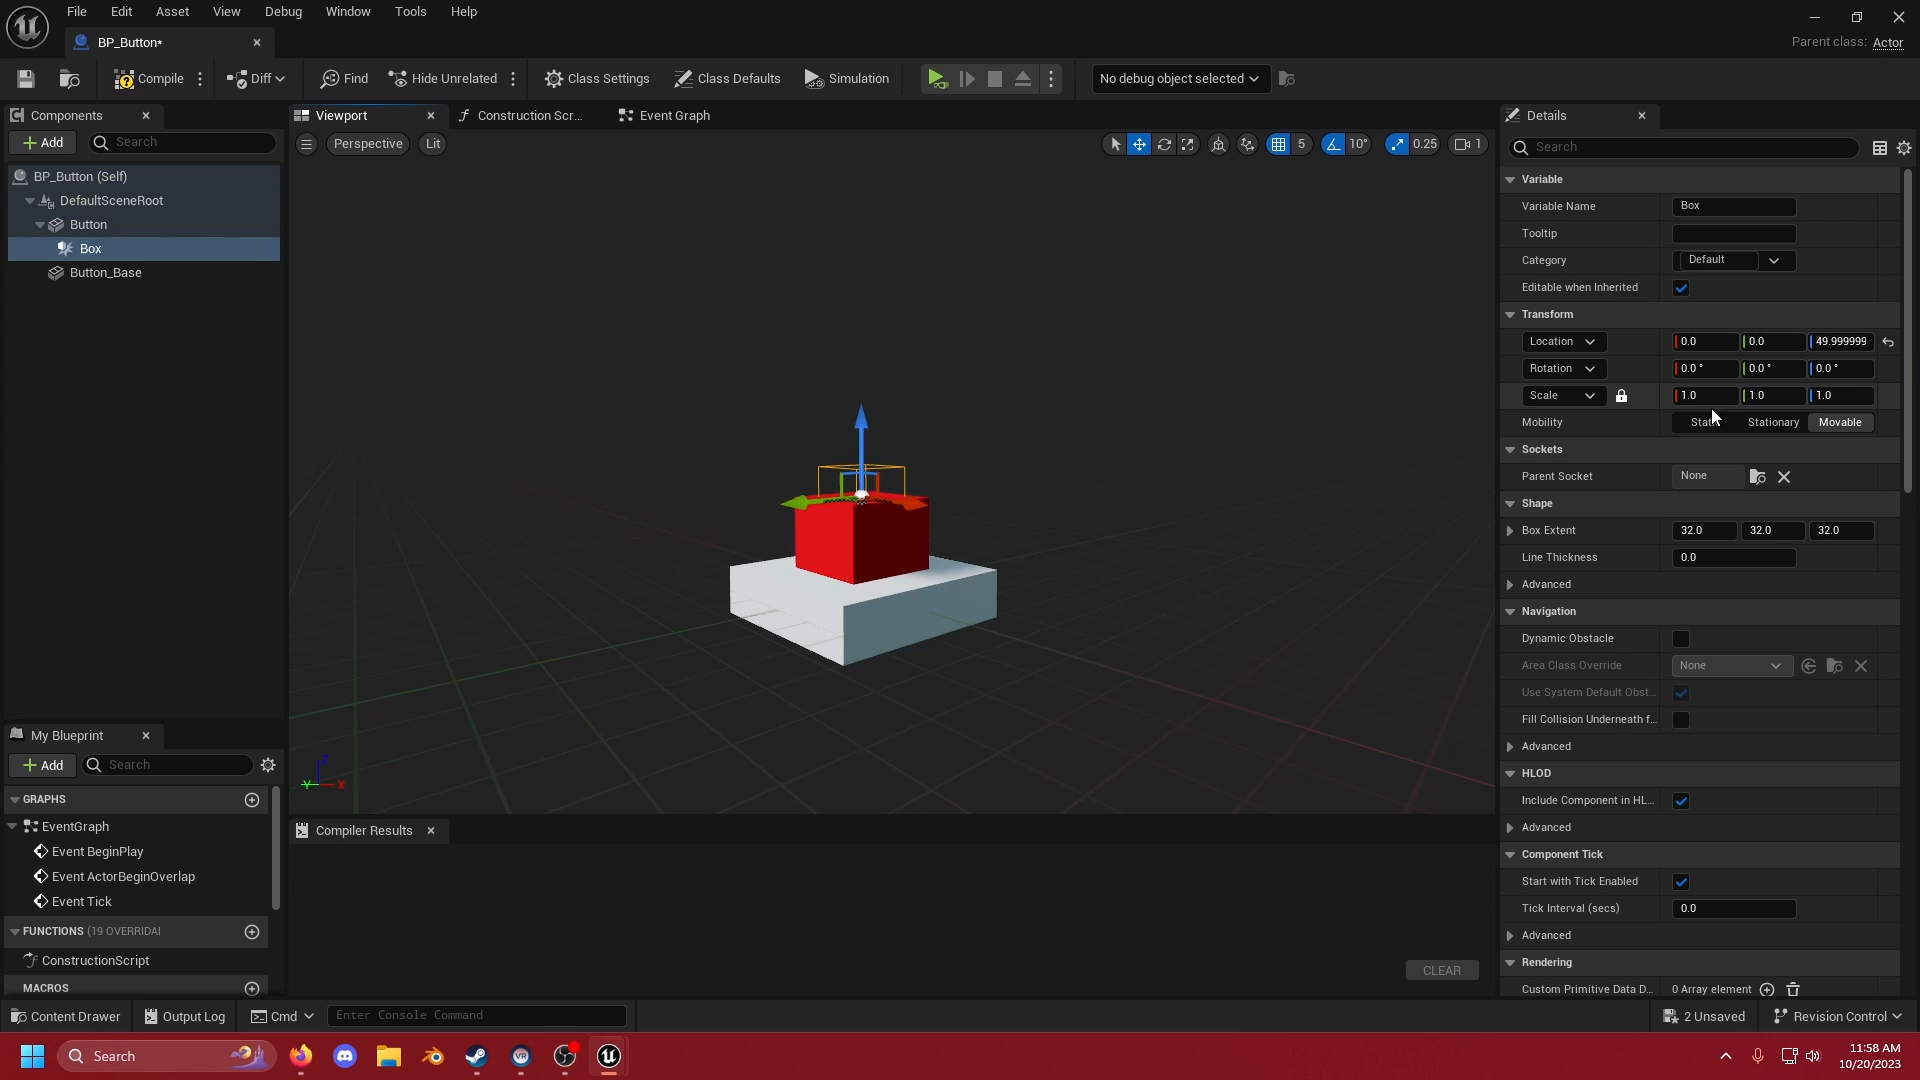 File Edit Asset View Debug Window Tools Help
BP_Button*
Parent class: Actor
Compile Diff Find Hide Unrelated Class Settings Class Defaults Simulation No debug object selected
Components Viewport Construction Scr... Event Graph Details
Add Search Perspective Lit 5 10° 0.25 1 Search
BP_Button (Self)
DefaultSceneRoot
Button
Box
Button_Base
Variable
Variable Name Box
Tooltip
Category Default
Editable when Inherited
Transform
Location 0.0 0.0 49.999999
Rotation 0.0 ° 0.0 ° 0.0 °
Scale 1.0 1.0 1.0
Mobility Stationary Movable
Sockets
Parent Socket None
Shape
Box Extent 32.0 32.0 32.0
Line Thickness 0.0
Advanced
Navigation
Dynamic Obstacle
Area Class Override None
Use System Default Obst...
Fill Collision Underneath f...
Advanced
HLOD
Include Component in HL...
Advanced
Component Tick
Start with Tick Enabled
Tick Interval (secs) 0.0
Advanced
Rendering
Custom Primitive Data D... 0 Array element
Z
Y X
My Blueprint
Add Search
GRAPHS
EventGraph
Event BeginPlay
Event ActorBeginOverlap
Event Tick
FUNCTIONS (19 OVERRIDAI
ConstructionScript
MACROS
Compiler Results
CLEAR
Content Drawer Output Log Cmd Enter Console Command 2 Unsaved Revision Control
Search
11:58 AM
10/20/2023